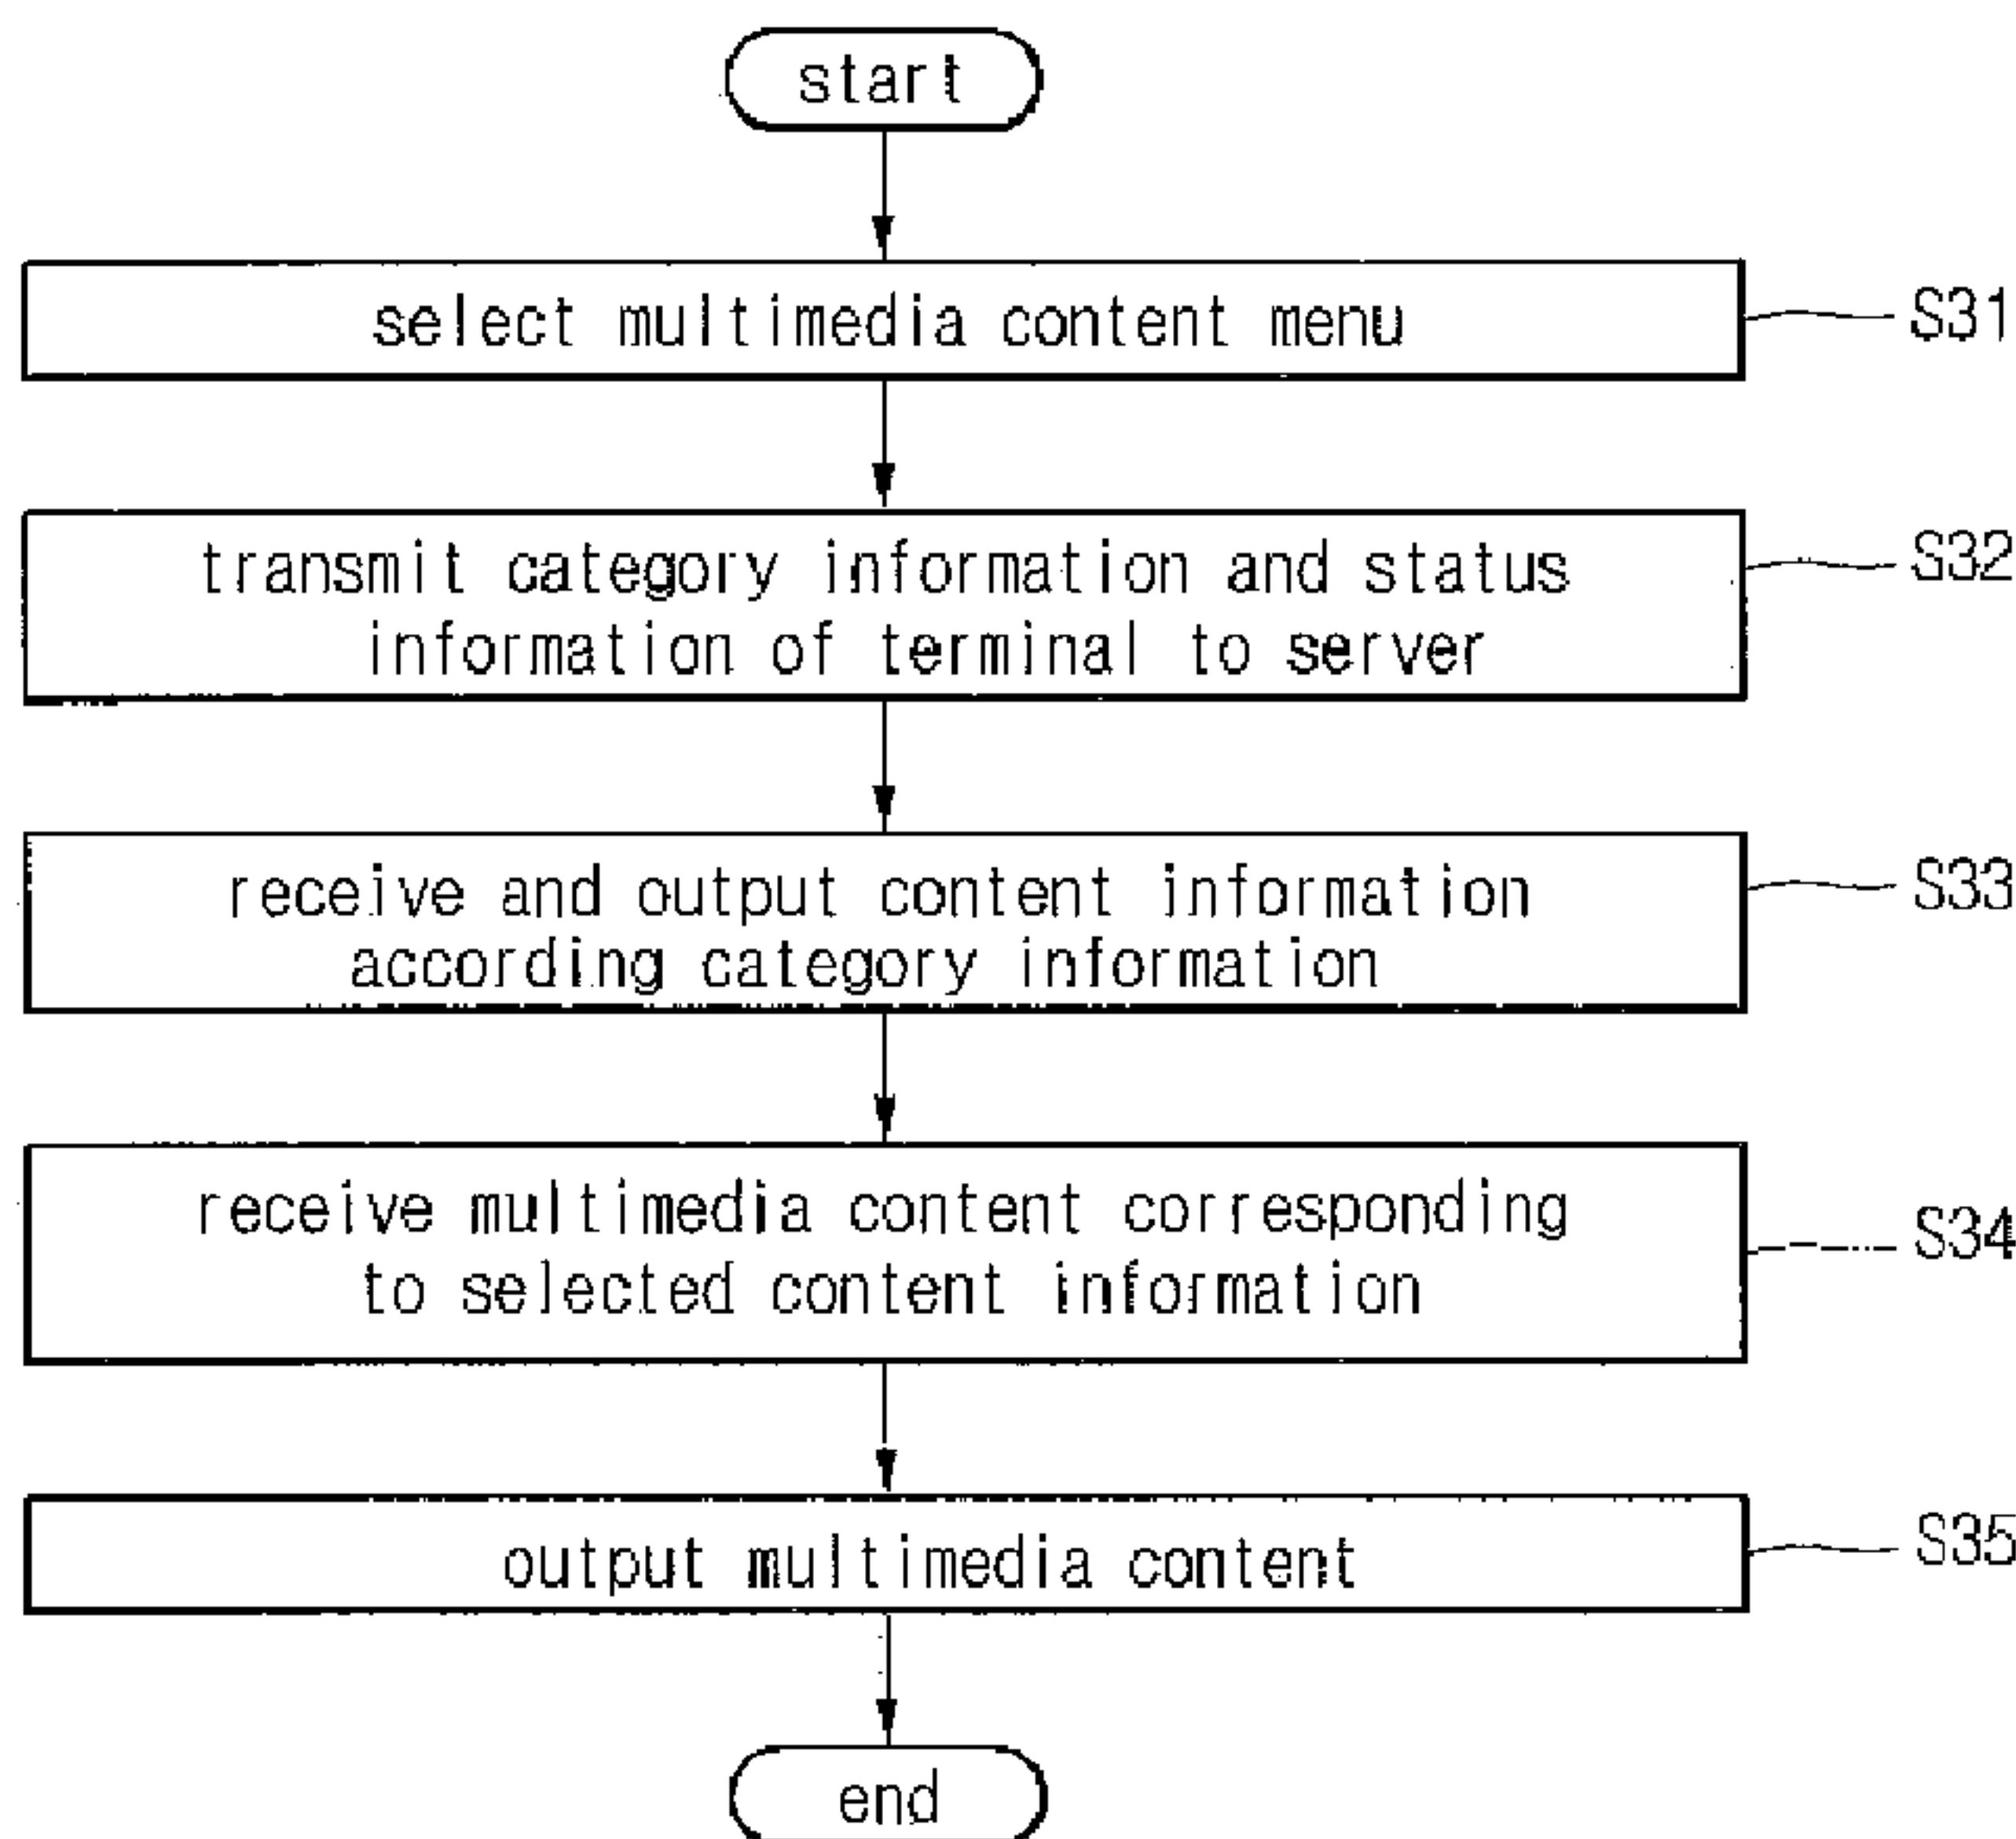 start
select multimedia content menu
S31
transmit category information and status
information of terminal to server
S32
receive and output content information
according category information
S33
receive multimedia content corresponding
to selected content information
S34
output multimedia content
S35
end